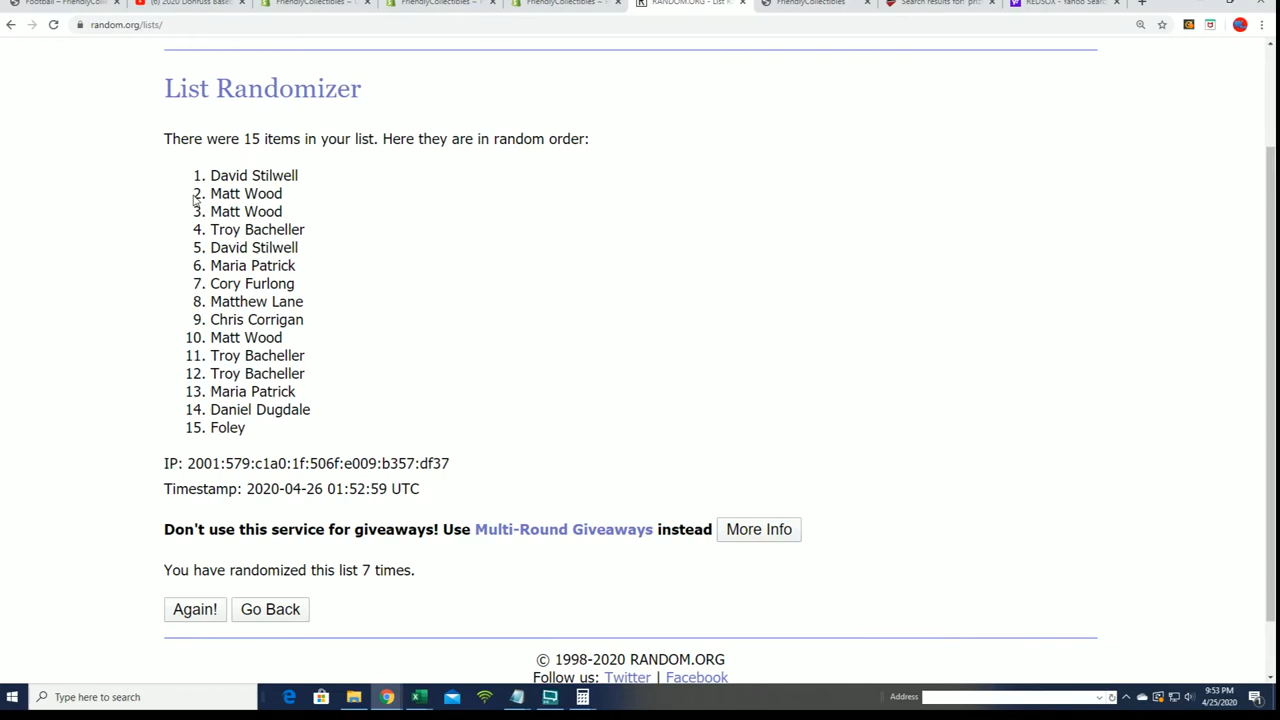 random.org/lists/
List Randomizer
There were 15 items in your list. Here they are in random order:
1. David Stilwell
2. Matt Wood
3. Matt Wood
4. Troy Bacheller
5. David Stilwell
6. Maria Patrick
7. Cory Furlong
8. Matthew Lane
9. Chris Corrigan
10. Matt Wood
11. Troy Bacheller
12. Troy Bacheller
13. Maria Patrick
14. Daniel Dugdale
15. Foley
IP: 2001:579:c1a0:1f:506f:e009:b357:df37
Timestamp: 2020-04-26 01:52:59 UTC
Don't use this service for giveaways! Use Multi-Round Giveaways instead More Info
You have randomized this list 7 times.
Again! Go Back
© 1998-2020 RANDOM.ORG
Follow us: Twitter | Facebook
Type here to search
Address
9:53 PM
4/25/2020